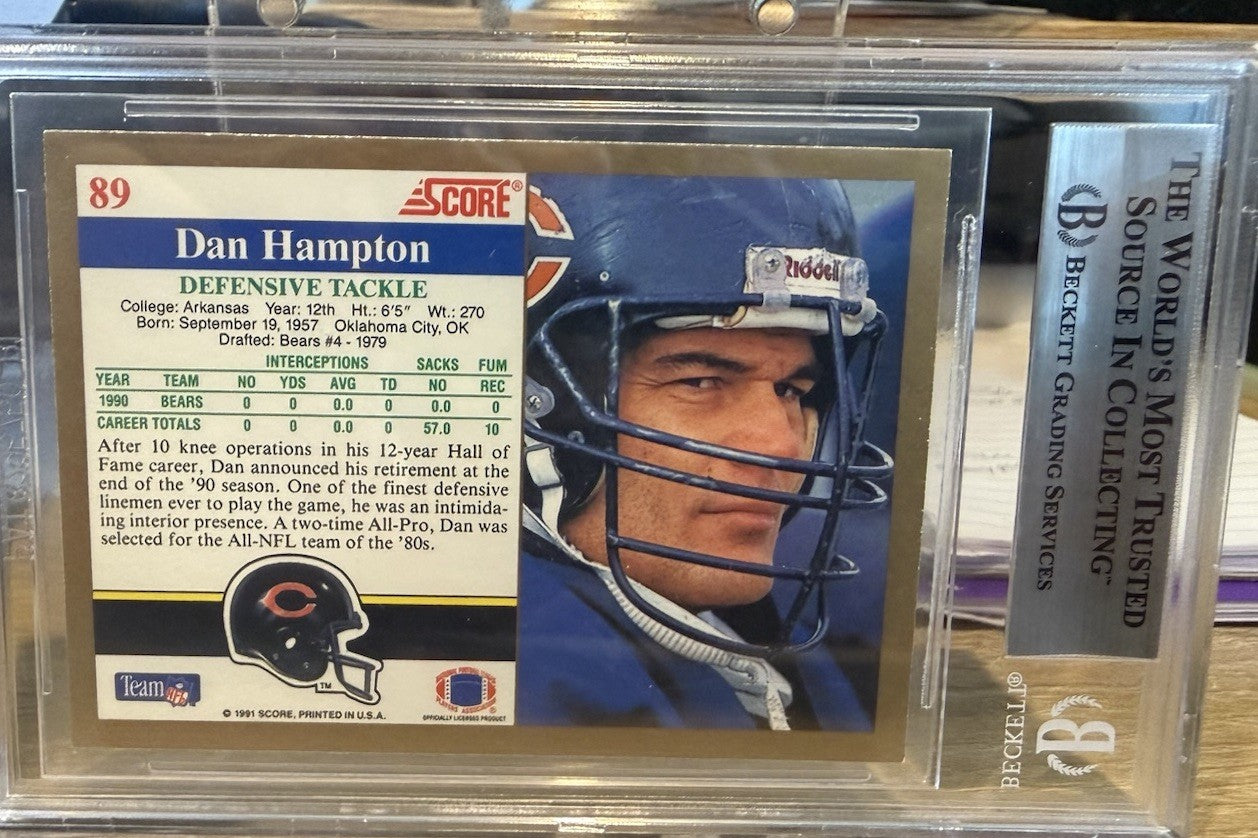 89
SCORE®
Dan Hampton
DEFENSIVE TACKLE
College: Arkansas Year: 12th Ht.: 6'5" Wt.: 270
Born: September 19, 1957 Oklahoma City, OK
Drafted: Bears #4 - 1979
INTERCEPTIONS SACKS FUM
YEAR TEAM NO YDS AVG TD NO REC
1990 BEARS 0 0 0.0 0 0.0 0
CAREER TOTALS 0 0 0.0 0 57.0 10
After 10 knee operations in his 12-year Hall of
Fame career, Dan announced his retirement at the
end of the '90 season. One of the finest defensive
linemen ever to play the game, he was an intimida-
ing interior presence. A two-time All-Pro, Dan was
selected for the All-NFL team of the '80s.
C
TM
Team NFL
OFFICIALLY LICENSED PRODUCT
© 1991 SCORE, PRINTED IN U.S.A.
Riddell
THE WORLD'S MOST TRUSTED
SOURCE IN COLLECTING™
B BECKETT GRADING SERVICES
BECKETT®
B